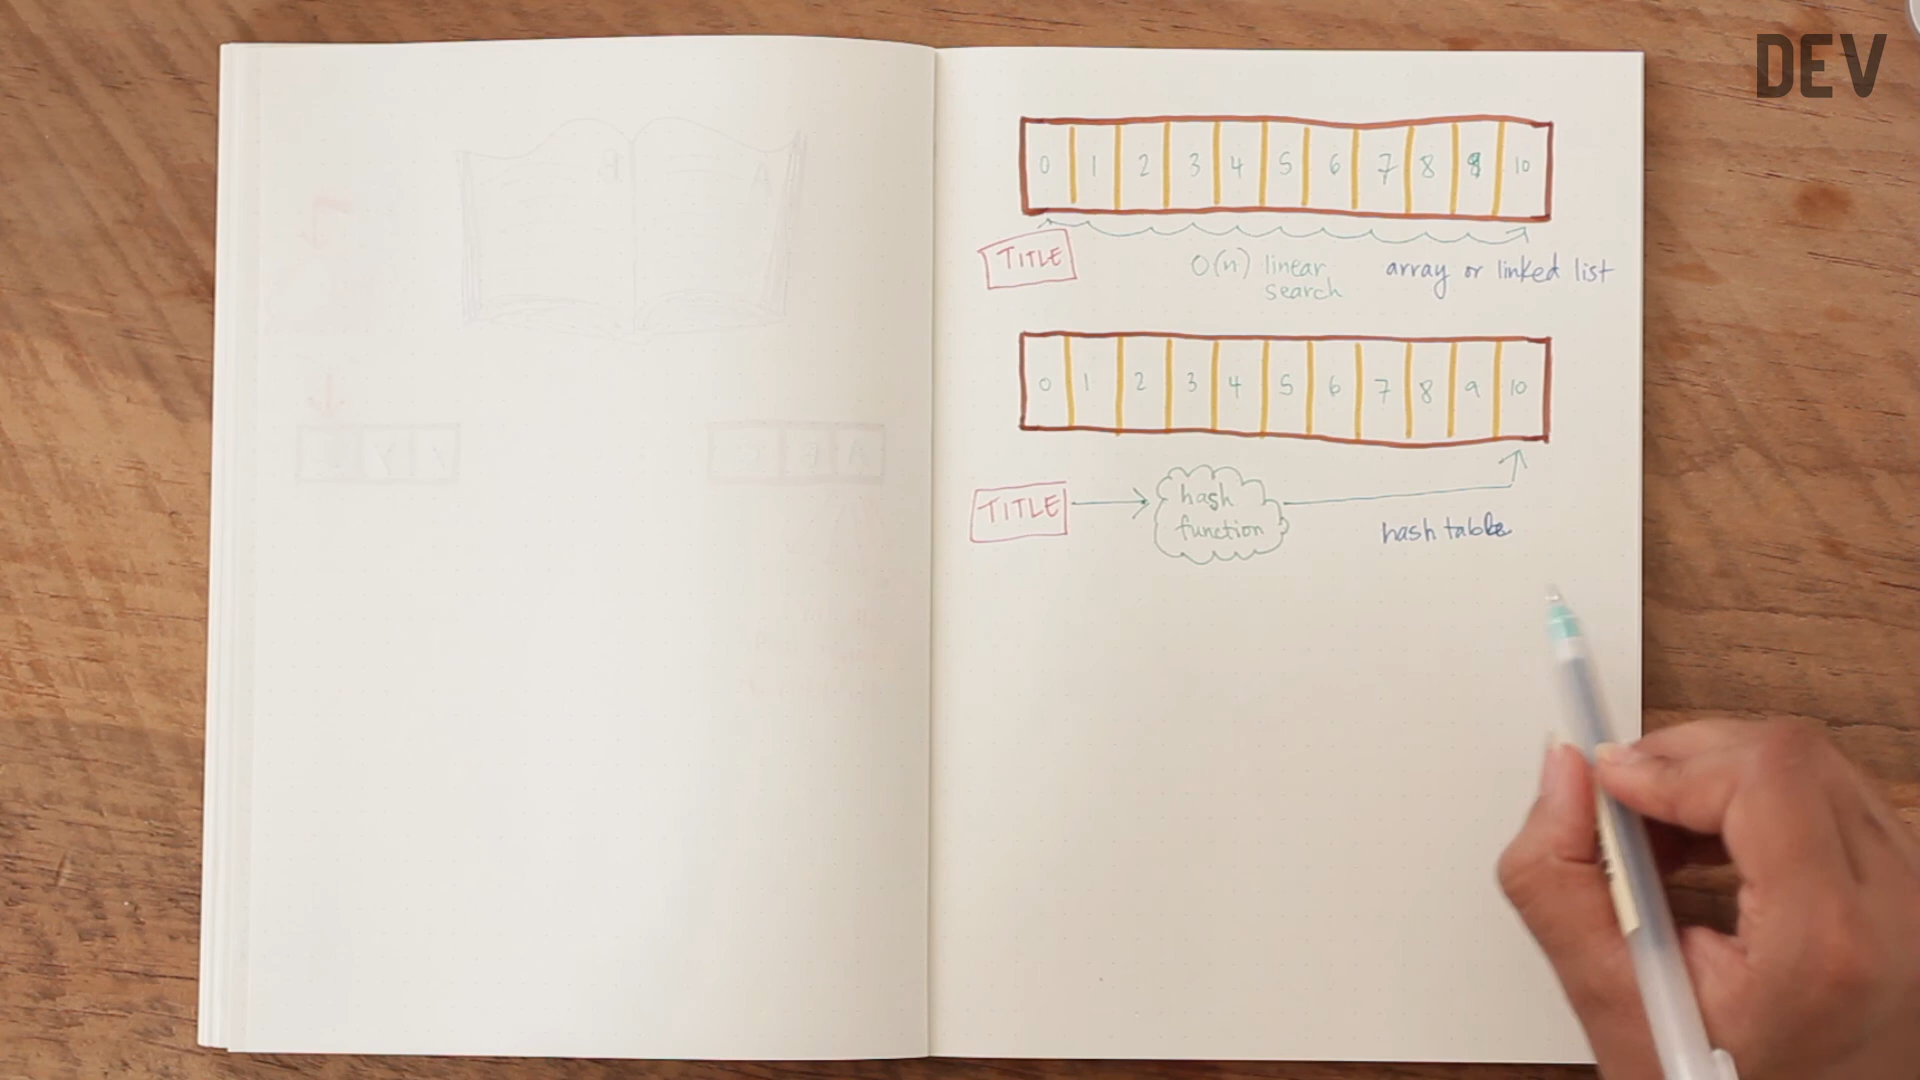 DEV
0 1 2 3 4 5 6 7 8 9 10
TITLE
O(n) linear
search
array or linked list
0 1 2 3 4 5 6 7 8 9 10
TITLE
hash
function
hash table